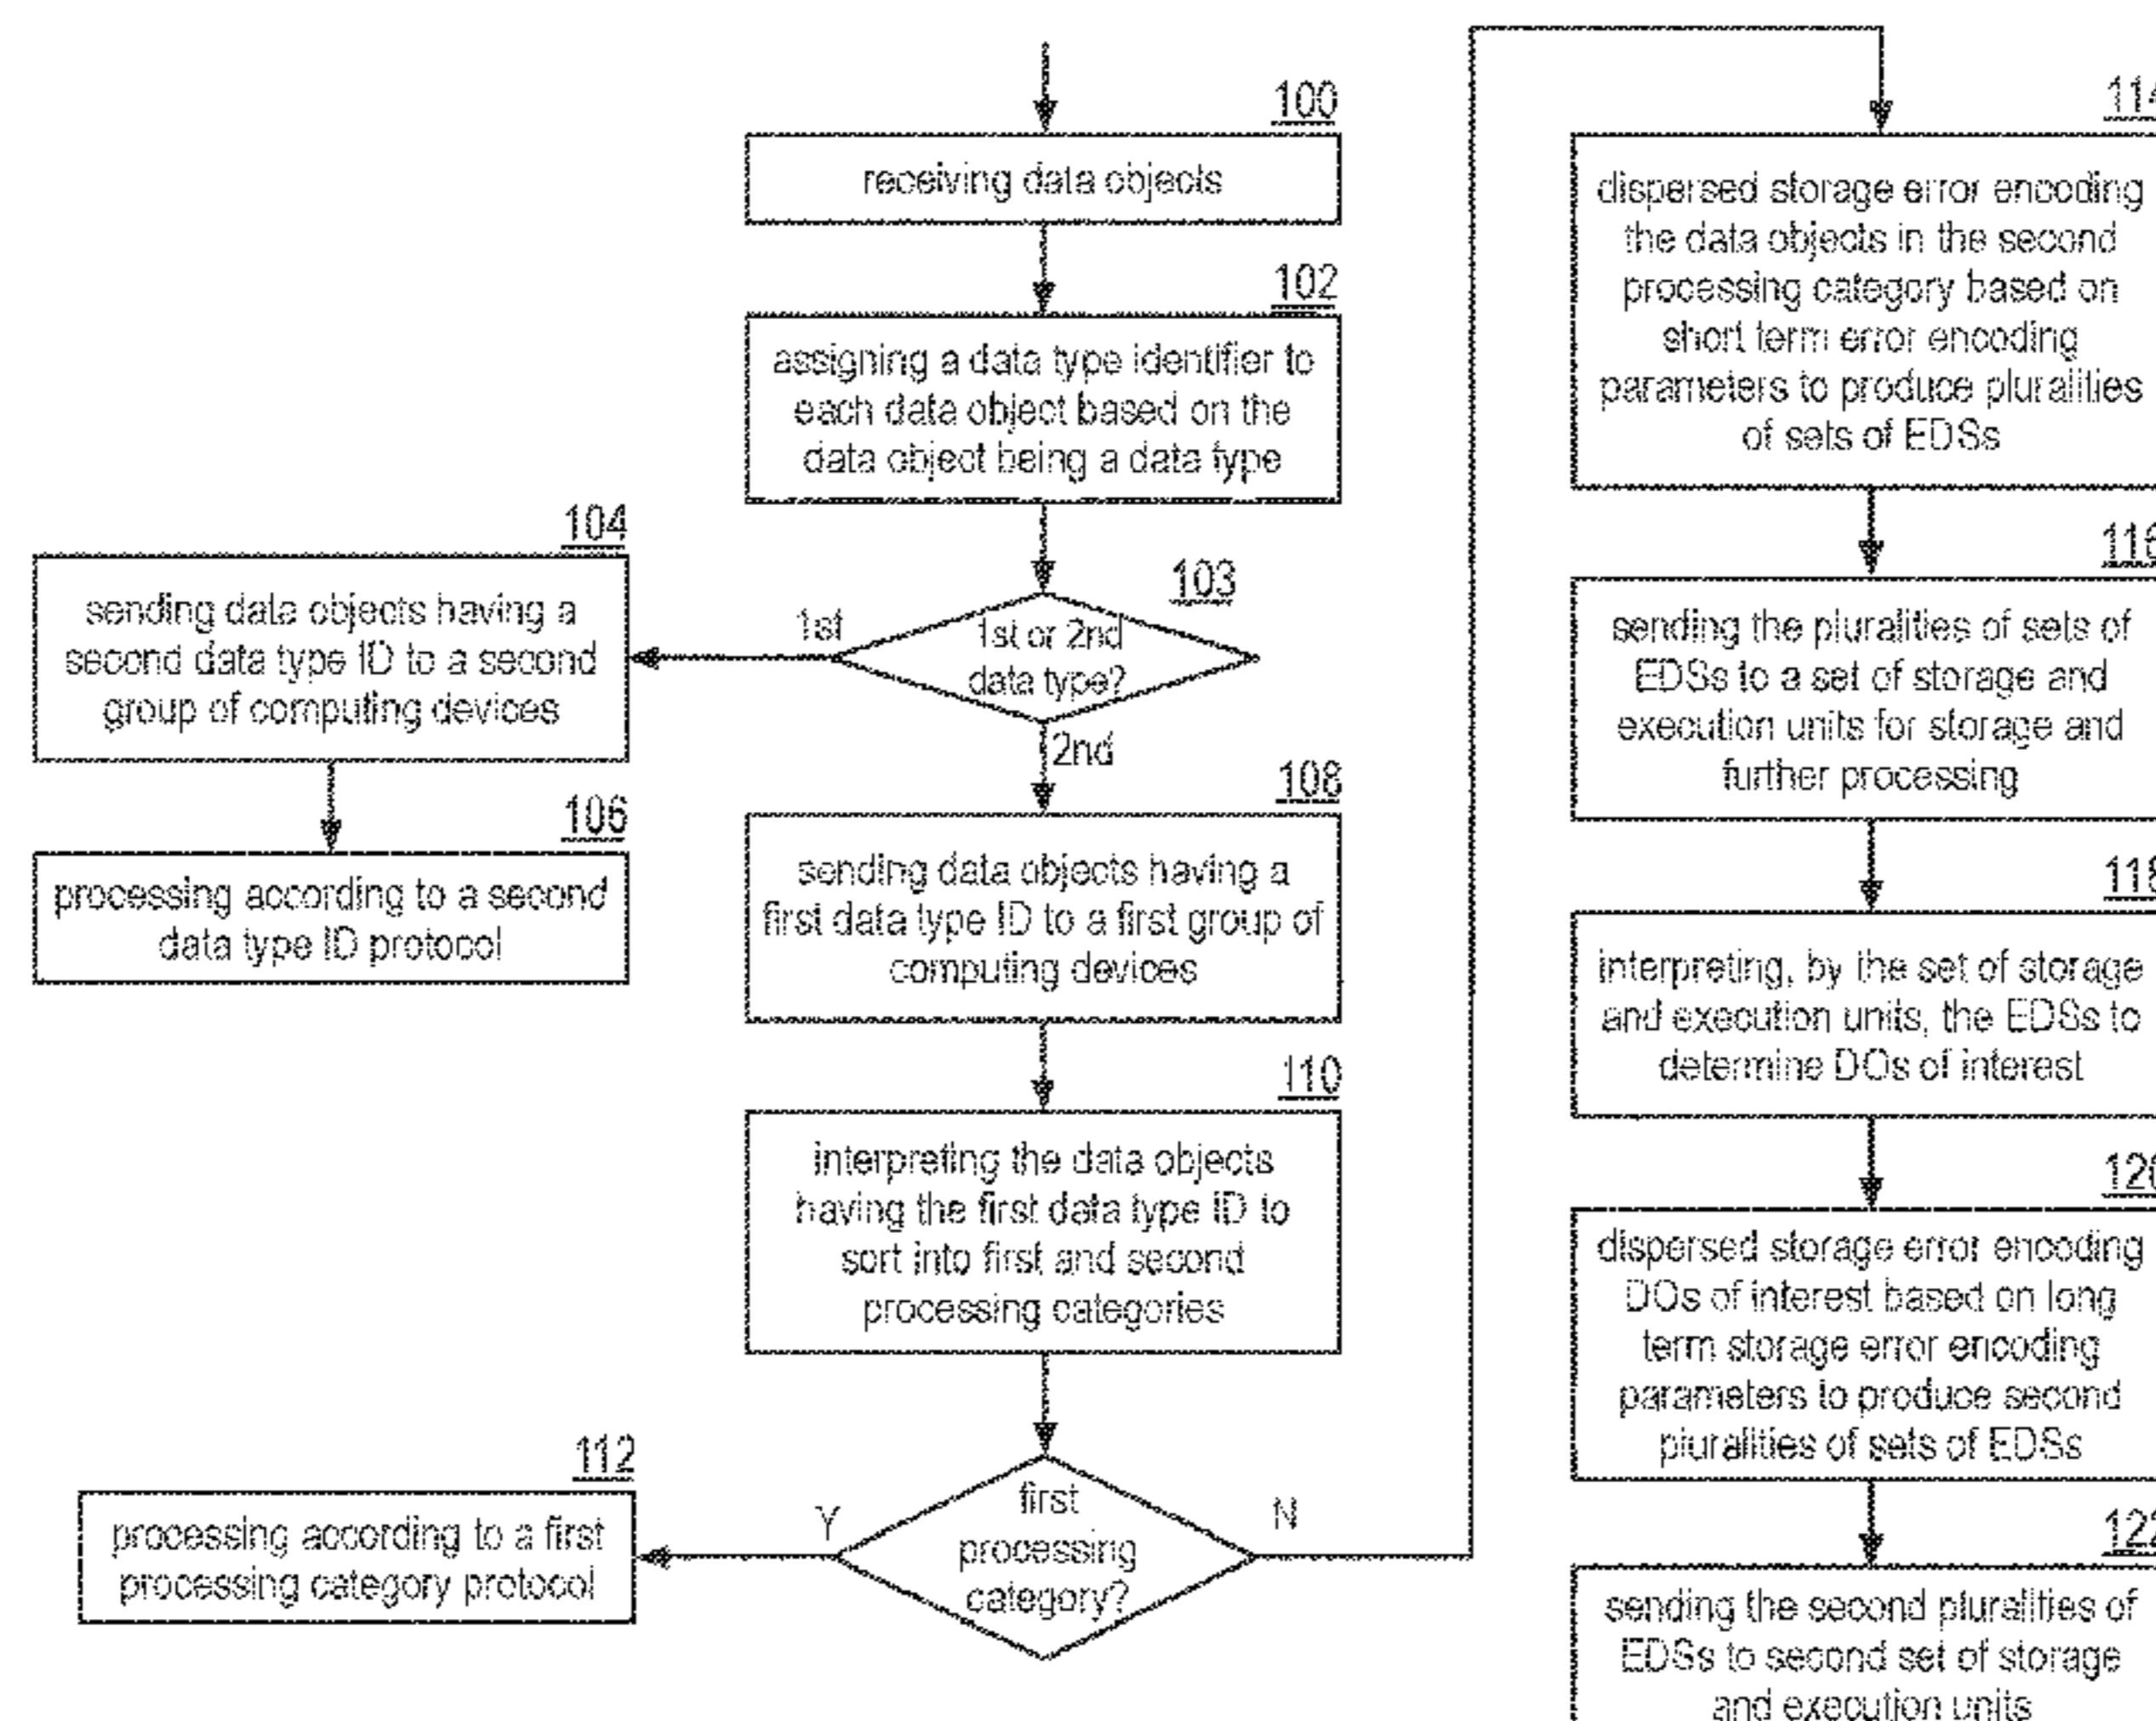 100
receiving data objects
102
assigning a data type identifier to
each data object based on the
data object being a data type
103
1st or 2nd
data type?
1st
2nd
104
sending data objects having a
second data type ID to a second
group of computing devices
106
processing according to a second
data type ID protocol
108
sending data objects having a
first data type ID to a first group of
computing devices
110
interpreting the data objects
having the first data type ID to
sort into first and second
processing categories
first
processing
category?
Y
N
112
processing according to a first
processing category protocol
114
dispersed storage error encoding
the data objects in the second
processing category based on
short term error encoding
parameters to produce pluralities
of sets of EDSs
116
sending the pluralities of sets of
EDSs to a set of storage and
execution units for storage and
further processing
118
interpreting, by the set of storage
and execution units, the EDSs to
determine DOs of interest
120
dispersed storage error encoding
DOs of interest based on long
term storage error encoding
parameters to produce second
pluralities of sets of EDSs
122
sending the second pluralities of
EDSs to second set of storage
and execution units